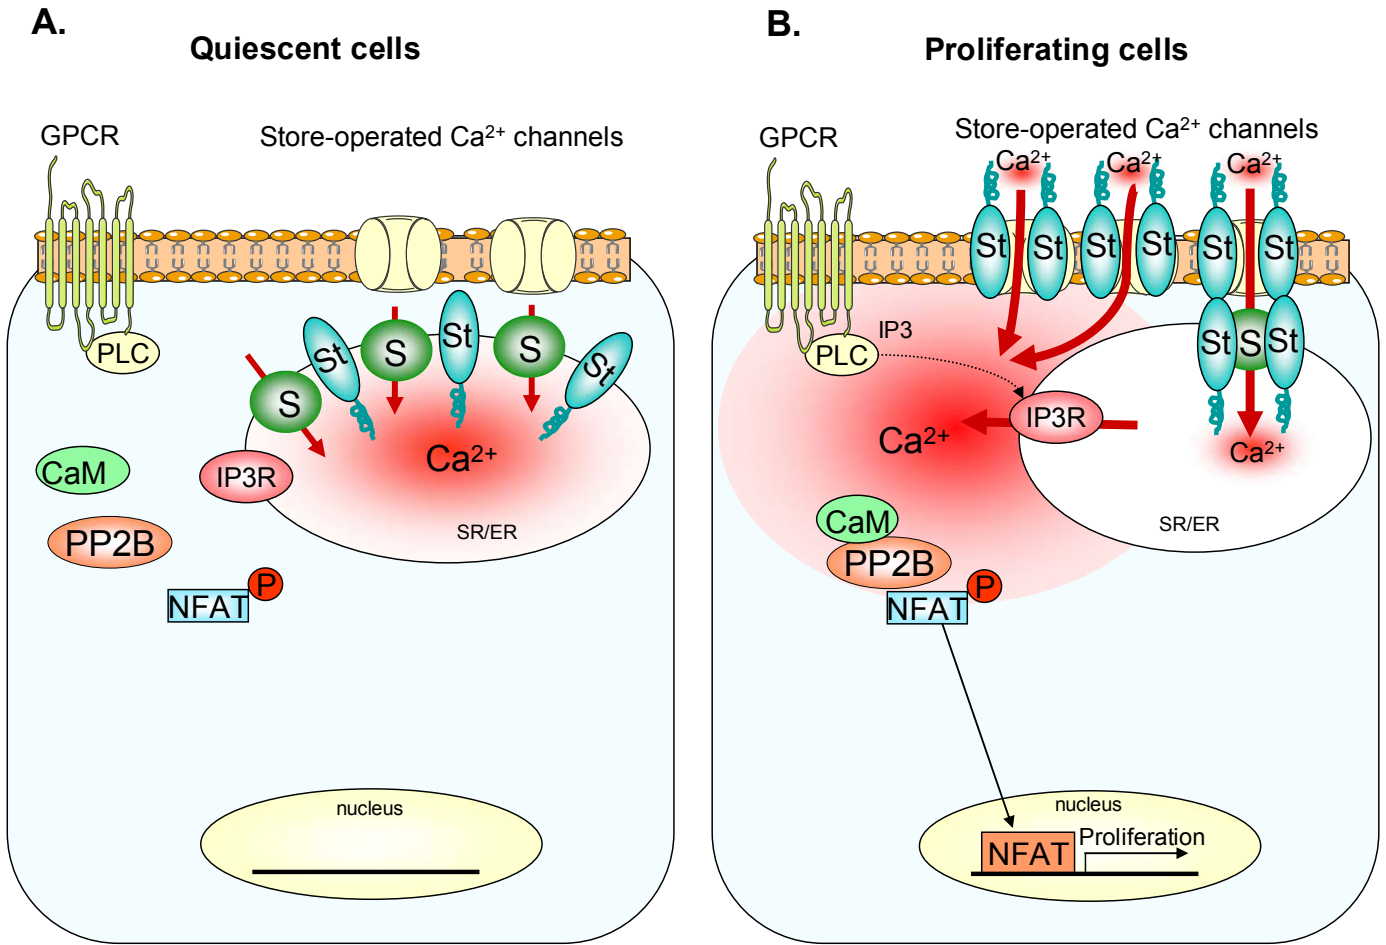 A.
Quiescent cells
GPCR
Store-operated Ca²⁺ channels
PLC
S
St
S
St
S
St
Ca²⁺
IP3R
SR/ER
CaM
PP2B
P
NFAT
nucleus
B.
Proliferating cells
GPCR
Store-operated Ca²⁺ channels
Ca²⁺
Ca²⁺
Ca²⁺
St
St
St
St
St
St
IP3
PLC
St
S
St
IP3R
Ca²⁺
Ca²⁺
SR/ER
CaM
PP2B
P
NFAT
nucleus
Proliferation
NFAT